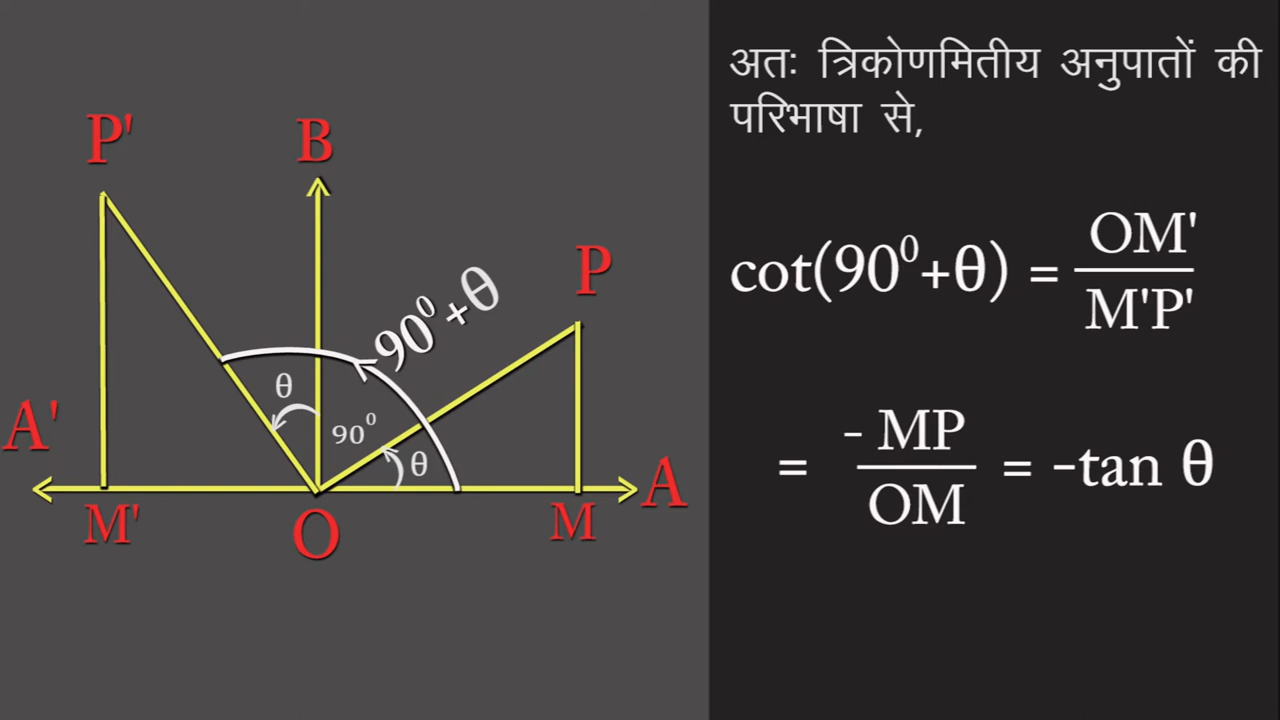 P'
B
P
90⁰+θ
θ
90⁰
θ
A'
A
M'
O
M
अतः त्रिकोणमितीय अनुपातों की
परिभाषा से,
cot(90⁰+θ) = OM'/M'P'
= - MP/OM = -tan θ